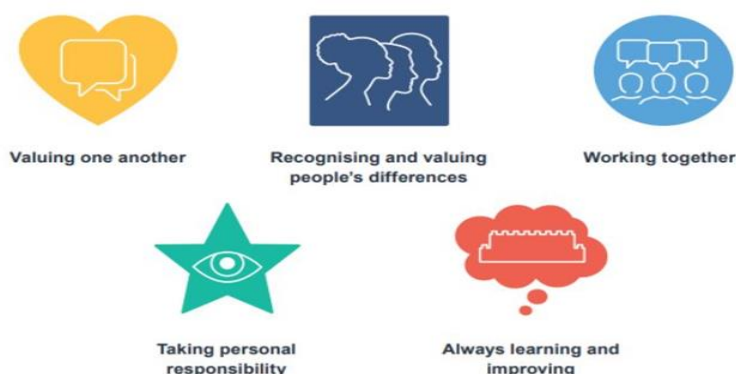 Valuing one another
Recognising and valuing
people's differences
Working together
Taking personal
responsibility
Always learning and
improving